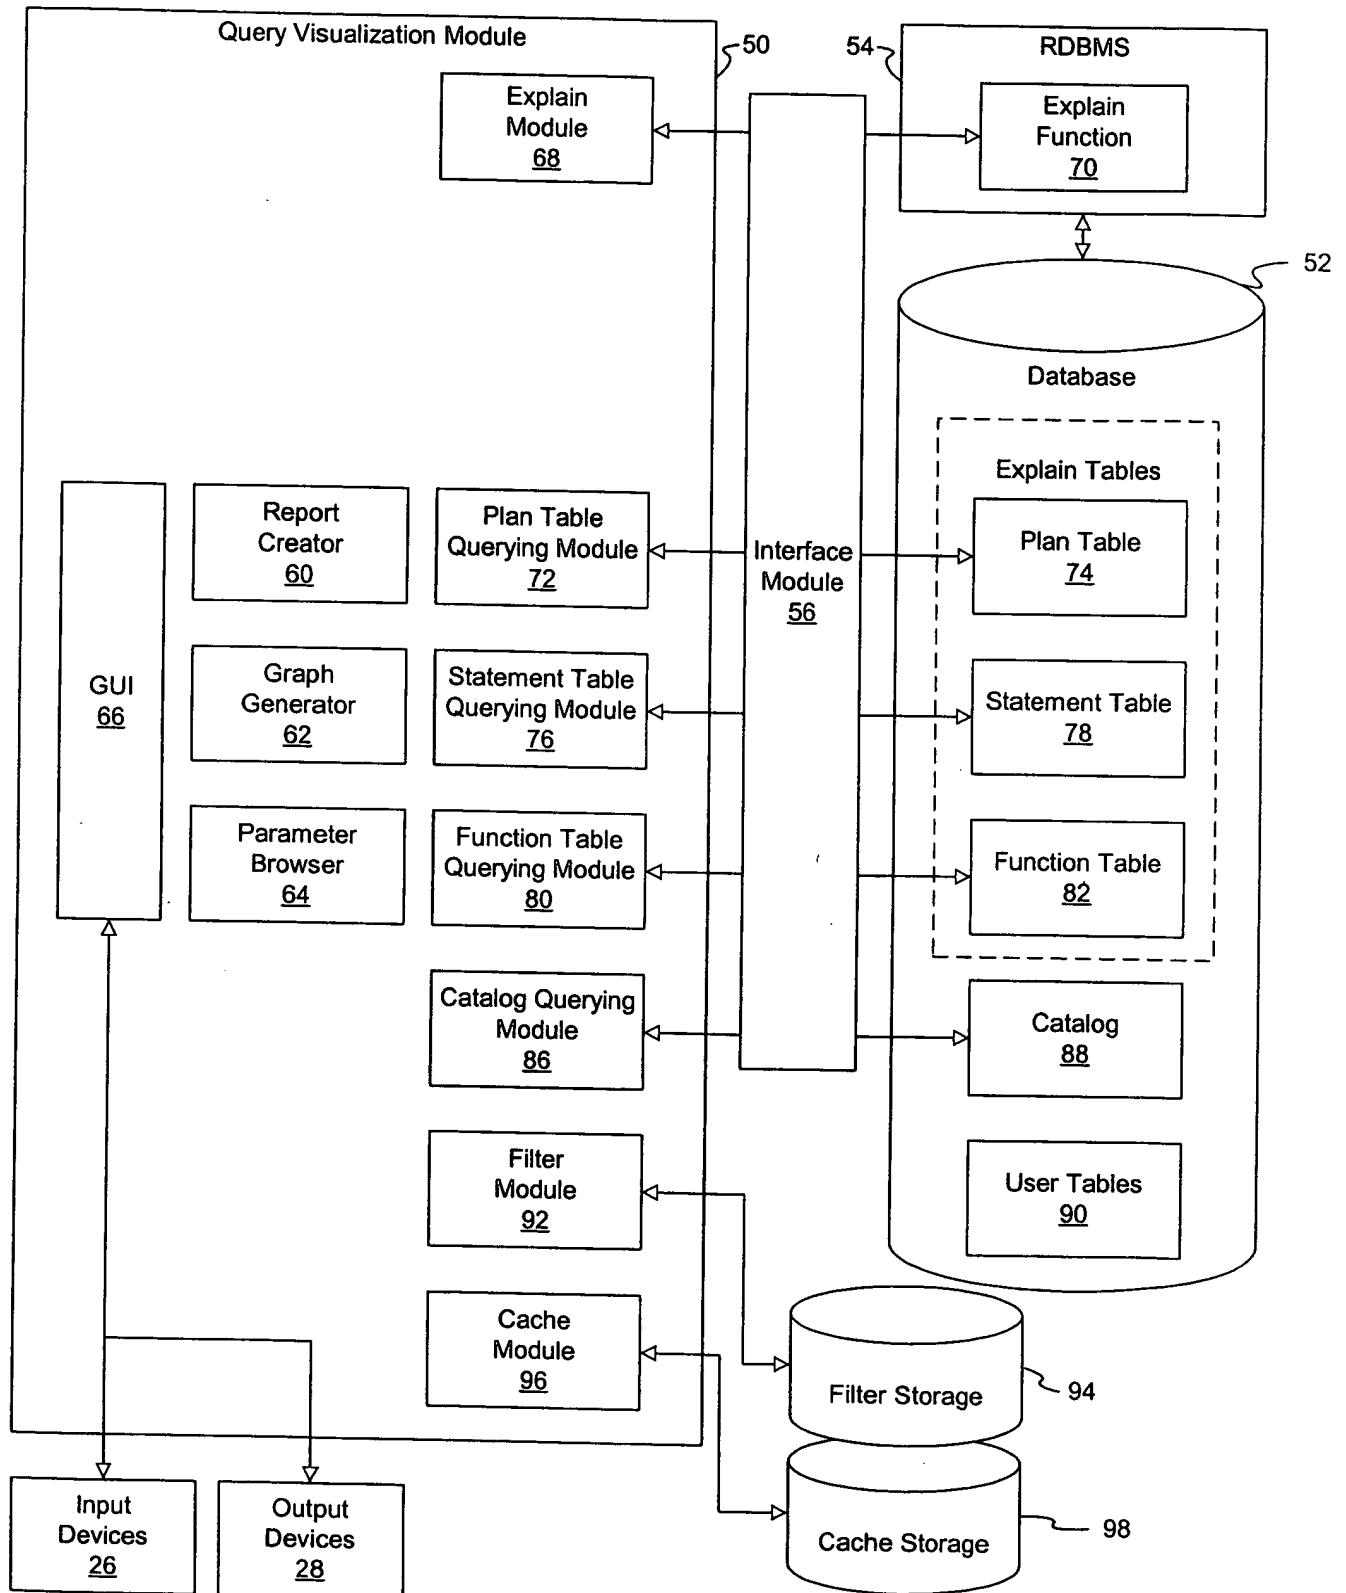 Query Visualization Module
50
54
RDBMS
Explain
Module
68
Explain
Function
70
52
Database
Explain Tables
GUI
66
Report
Creator
60
Plan Table
Querying Module
72
Interface
Module
56
Plan Table
74
Graph
Generator
62
Statement Table
Querying Module
76
Statement Table
78
Parameter
Browser
64
Function Table
Querying Module
80
Function Table
82
Catalog Querying
Module
86
Catalog
88
Filter
Module
92
User Tables
90
Cache
Module
96
Filter Storage
94
Input
Devices
26
Output
Devices
28
Cache Storage
98